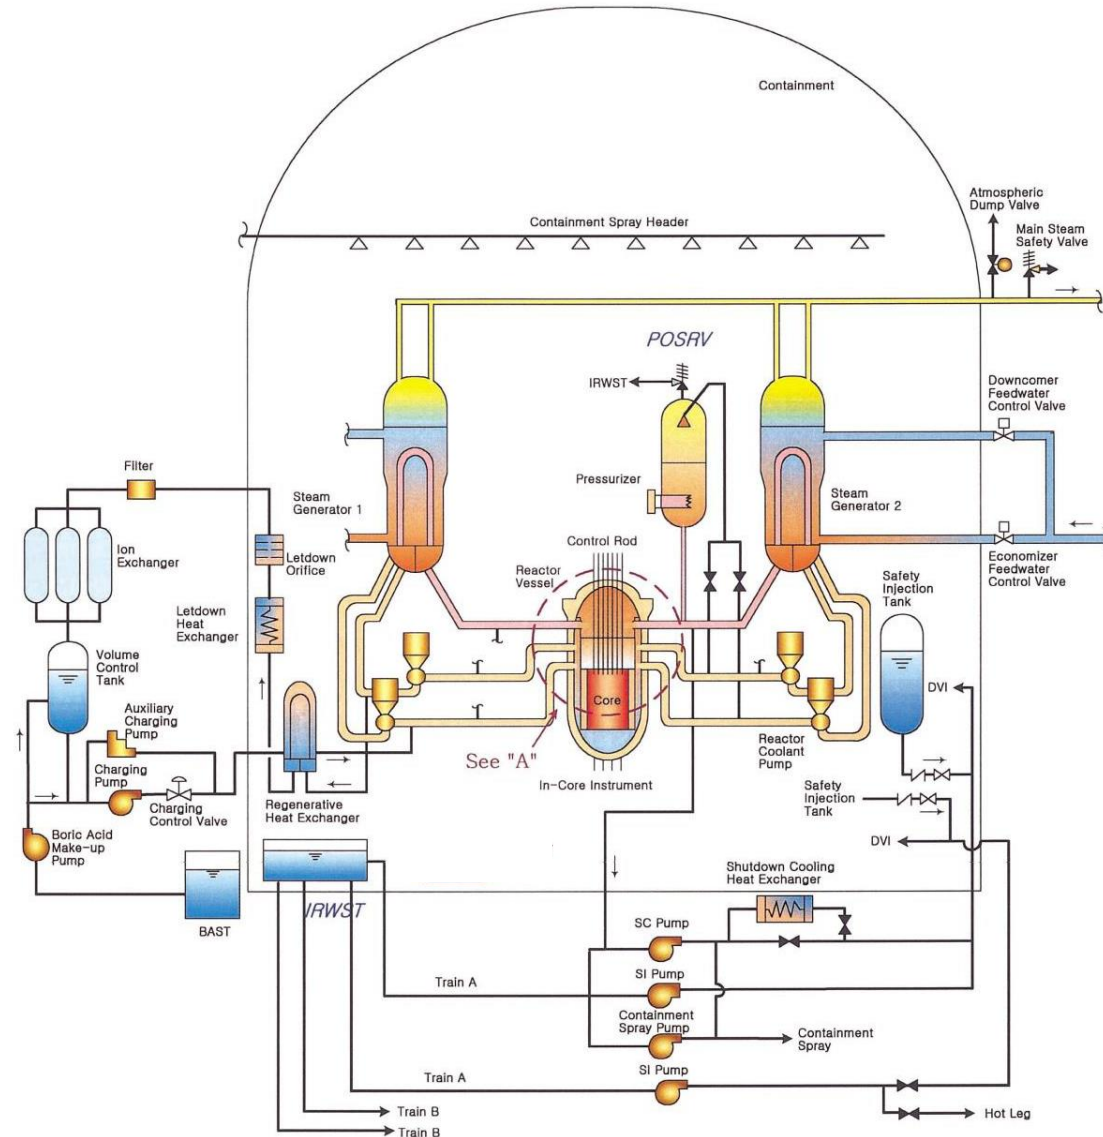 Containment
Atmospheric
Dump Valve
Containment Spray Header
Main Steam
Safety Valve
POSRV
IRWST
Downcomer
Feedwater
Control Valve
Filter
Pressurizer
Steam
Generator 1
Steam
Generator 2
Ion
Exchanger
Letdown
Orifice
Control Rod
Reactor
Vessel
Economizer
Feedwater
Control Valve
Safety
Injection
Tank
Letdown
Heat
Exchanger
Volume
Control
Tank
Core
DVI
Auxiliary
Charging
Pump
See "A"
Reactor
Coolant
Pump
Charging
Pump
Charging
Control Valve
Regenerative
Heat Exchanger
In-Core Instrument
Safety
Injection
Tank
Boric Acid
Make-up
Pump
DVI
BAST
IRWST
Shutdown Cooling
Heat Exchanger
SC Pump
Train A
SI Pump
Containment
Spray Pump
Containment
Spray
Train A
SI Pump
Train B
Hot Leg
Train B